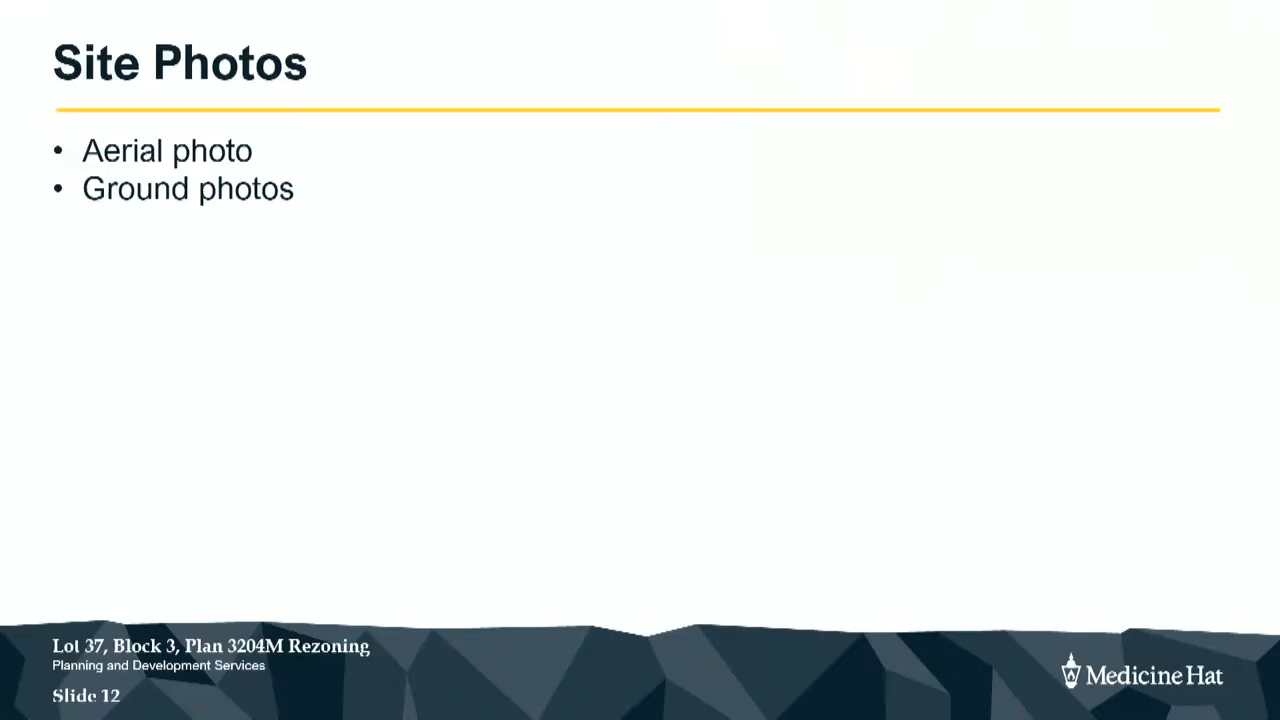 Site Photos
• Aerial photo
• Ground photos
Lot 37, Block 3, Plan 3204M Rezoning
Planning and Development Services
Slide 12
Medicine Hat